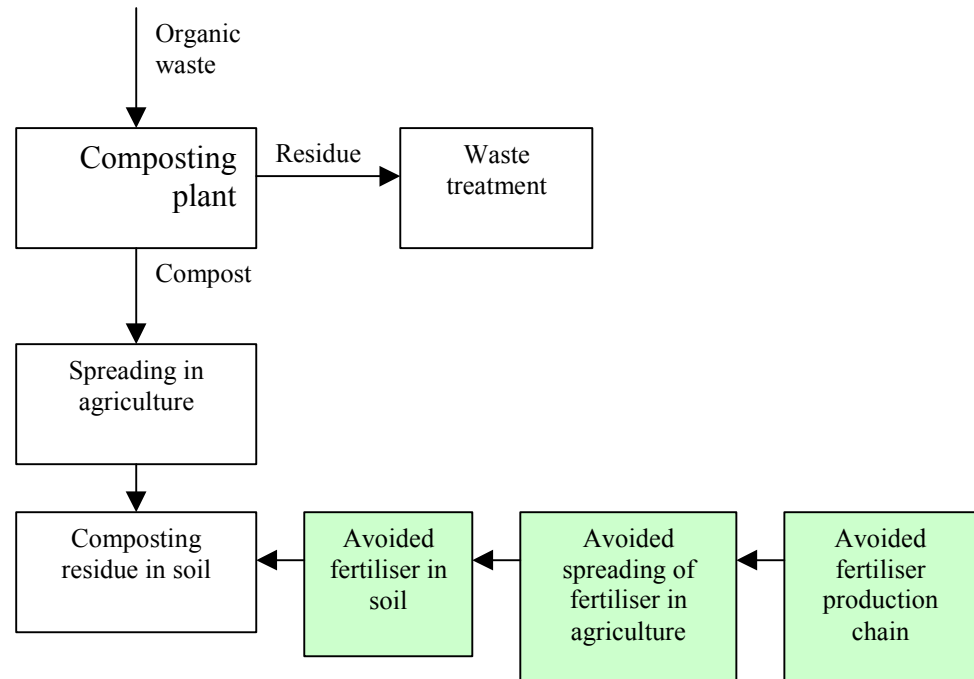 Organic
waste
Composting
plant
Residue
Waste
treatment
Compost
Spreading in
agriculture
Composting
residue in soil
Avoided
fertiliser in
soil
Avoided
spreading of
fertiliser in
agriculture
Avoided
fertiliser
production
chain